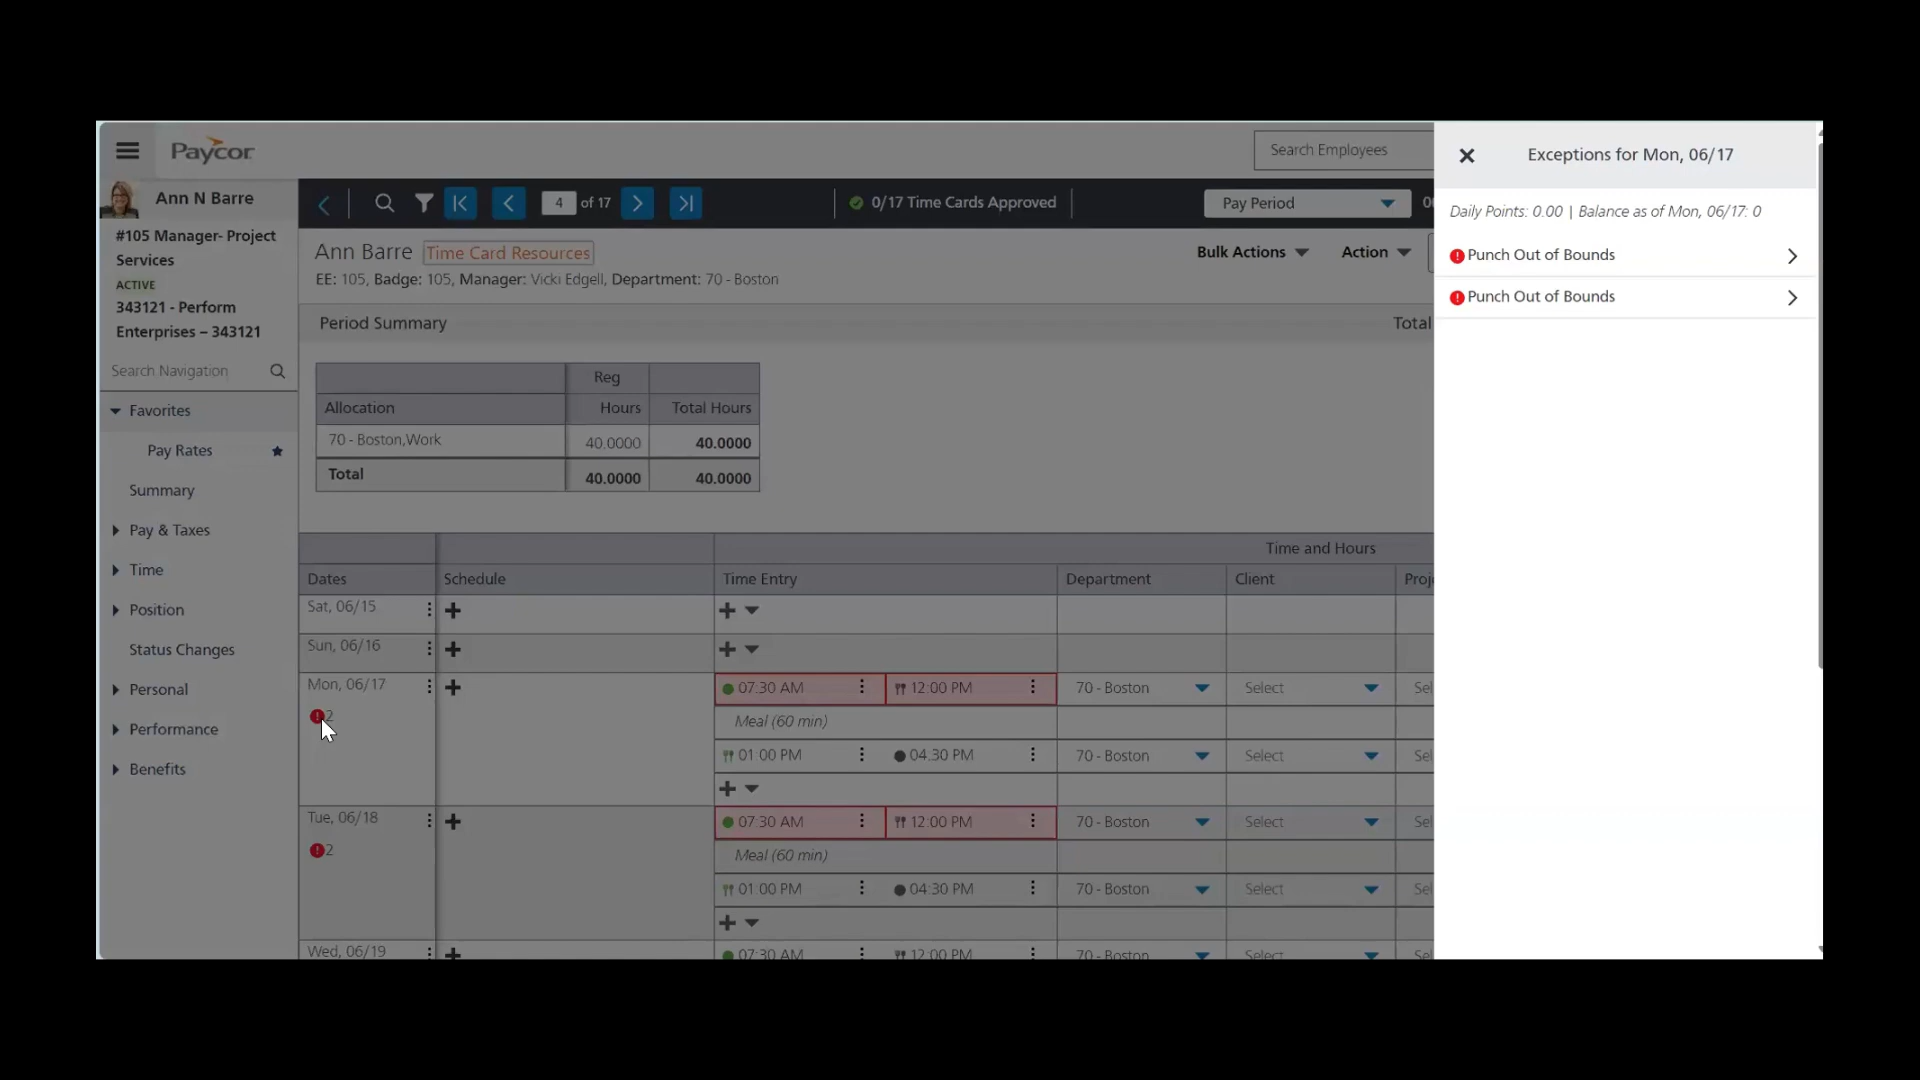 Paycor
Search Employees
Ann N Barre
#105 Manager- Project
Services
ACTIVE
343121 - Perform
Enterprises – 343121
Search Navigation
Favorites
Pay Rates
Summary
Pay & Taxes
Time
Position
Status Changes
Personal
Performance
Benefits
4 of 17
0/17 Time Cards Approved
Pay Period
Ann Barre Time Card Resources
Bulk Actions
Action
EE: 105, Badge: 105, Manager: Vicki Edgell, Department: 70 - Boston
Period Summary
Total
Reg
Allocation Hours Total Hours
70 - Boston,Work 40.0000 40.0000
Total 40.0000 40.0000
Time and Hours
Dates Schedule Time Entry Department Client
Sat, 06/15
Sun, 06/16
Mon, 06/17 07:30 AM 12:00 PM 70 - Boston Select
2
Meal (60 min)
01:00 PM 04:30 PM 70 - Boston Select
Tue, 06/18 07:30 AM 12:00 PM 70 - Boston Select
2
Meal (60 min)
01:00 PM 04:30 PM 70 - Boston Select
Wed, 06/19 07:30 AM 12:00 PM 70 - Boston Select
Exceptions for Mon, 06/17
Daily Points: 0.00 | Balance as of Mon, 06/17: 0
Punch Out of Bounds
Punch Out of Bounds